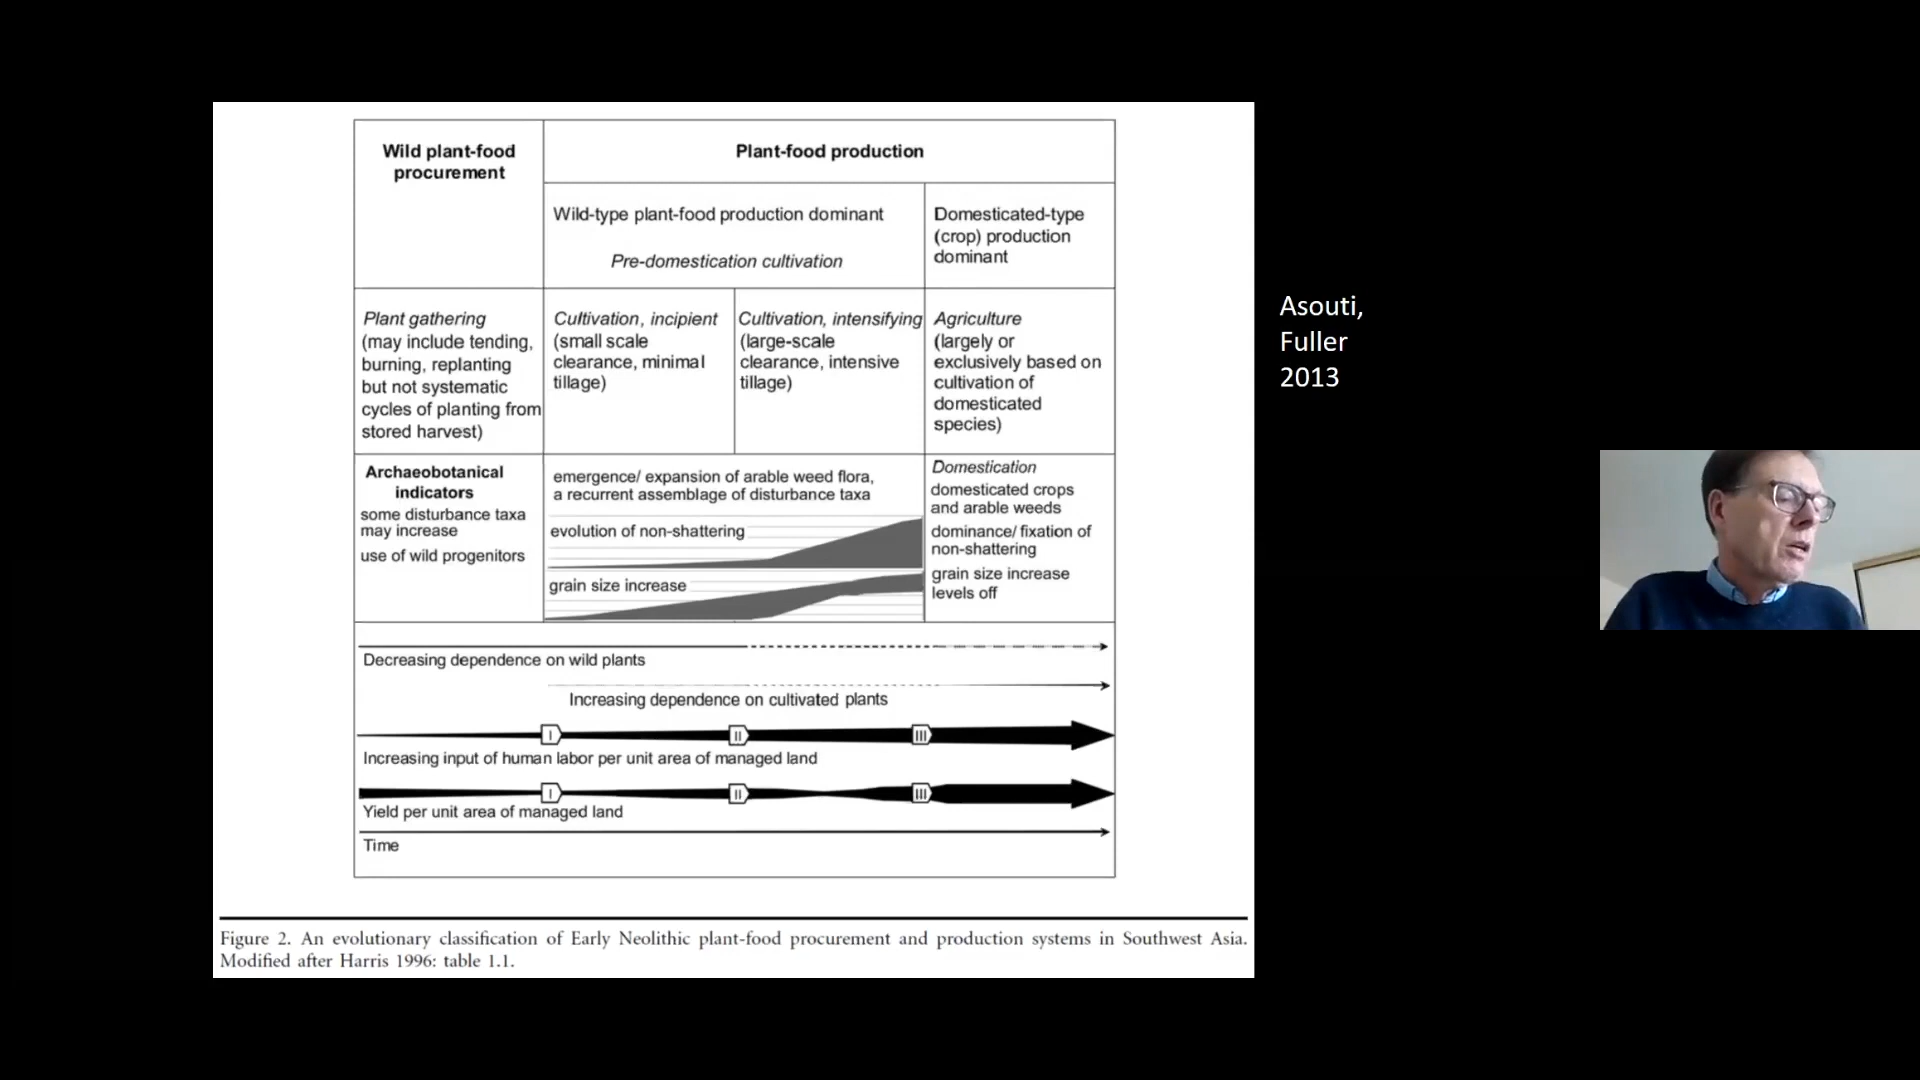 Wild plant-food
procurement
Plant-food production
Wild-type plant-food production dominant
Pre-domestication cultivation
Domesticated-type
(crop) production
dominant
Plant gathering
(may include tending,
burning, replanting
but not systematic
cycles of planting from
stored harvest)
Cultivation, incipient
(small scale
clearance, minimal
tillage)
Cultivation, intensifying
(large-scale
clearance, intensive
tillage)
Agriculture
(largely or
exclusively based on
cultivation of
domesticated
species)
Archaeobotanical
indicators
some disturbance taxa
may increase
use of wild progenitors
emergence/ expansion of arable weed flora,
a recurrent assemblage of disturbance taxa
evolution of non-shattering
grain size increase
Domestication
domesticated crops
and arable weeds
dominance/ fixation of
non-shattering
grain size increase
levels off
Decreasing dependence on wild plants
Increasing dependence on cultivated plants
I II III
Increasing input of human labor per unit area of managed land
I II III
Yield per unit area of managed land
Time
Figure 2. An evolutionary classification of Early Neolithic plant-food procurement and production systems in Southwest Asia.
Modified after Harris 1996: table 1.1.
Asouti,
Fuller
2013